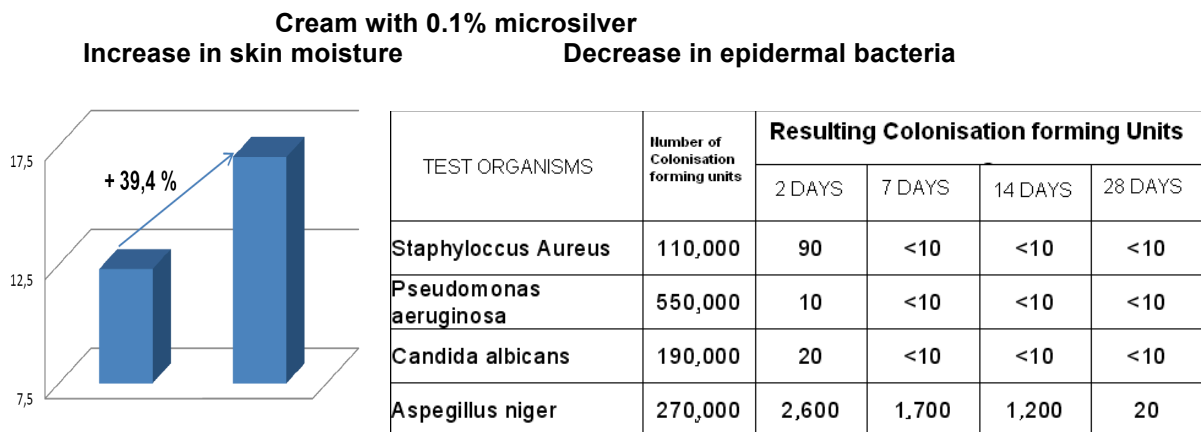 Cream with 0.1% microsilver
Increase in skin moisture
Decrease in epidermal bacteria
17,5
12,5
7,5
+ 39,4 %
TEST ORGANISMS
Number of
Colonisation
forming units
Resulting Colonisation forming Units
2 DAYS 7 DAYS 14 DAYS 28 DAYS
Staphyloccus Aureus 110,000 90 <10 <10 <10
Pseudomonas
aeruginosa 550,000 10 <10 <10 <10
Candida albicans 190,000 20 <10 <10 <10
Aspegillus niger 270,000 2,600 1,700 1,200 20